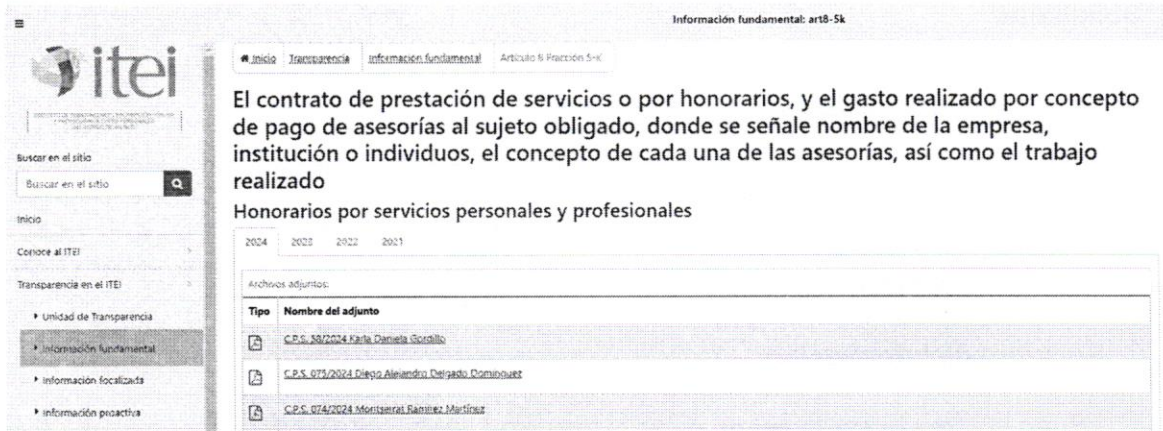 Información fundamental: art8-5k
itei
Inicio Transparencia Información fundamental Artículo 8 Fracción 5-K
El contrato de prestación de servicios o por honorarios, y el gasto realizado por concepto
de pago de asesorías al sujeto obligado, donde se señale nombre de la empresa,
institución o individuos, el concepto de cada una de las asesorías, así como el trabajo
realizado
Honorarios por servicios personales y profesionales
Buscar en el sitio
Buscar en el sitio
Inicio
Conoce al ITEI
Transparencia en el ITEI
Unidad de Transparencia
Información fundamental
Información focalizada
Información proactiva
2024 2023 2022 2021
Archivos adjuntos:
Tipo Nombre del adjunto
C.P.S. 58/2024 Karla Daniela Gordillo
C.P.S. 075/2024 Diego Alejandro Delgado Dominguez
C.P.S. 074/2024 Montserrat Ramírez Martínez